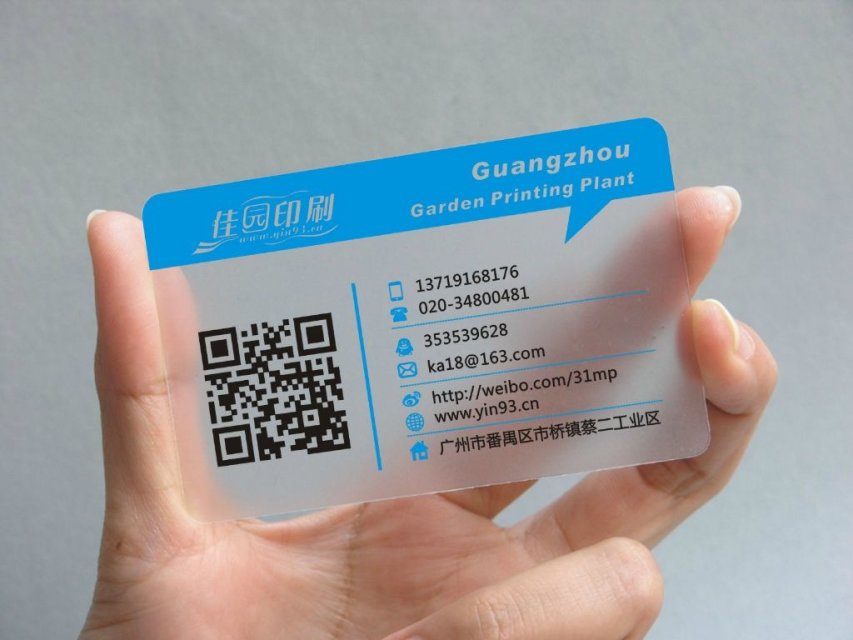 佳园印刷
www.yin93.cn
Guangzhou
Garden Printing Plant
13719168176
020-34800481
353539628
ka18@163.com
http://weibo.com/31mp
www.yin93.cn
广州市番禺区市桥镇蔡二工业区